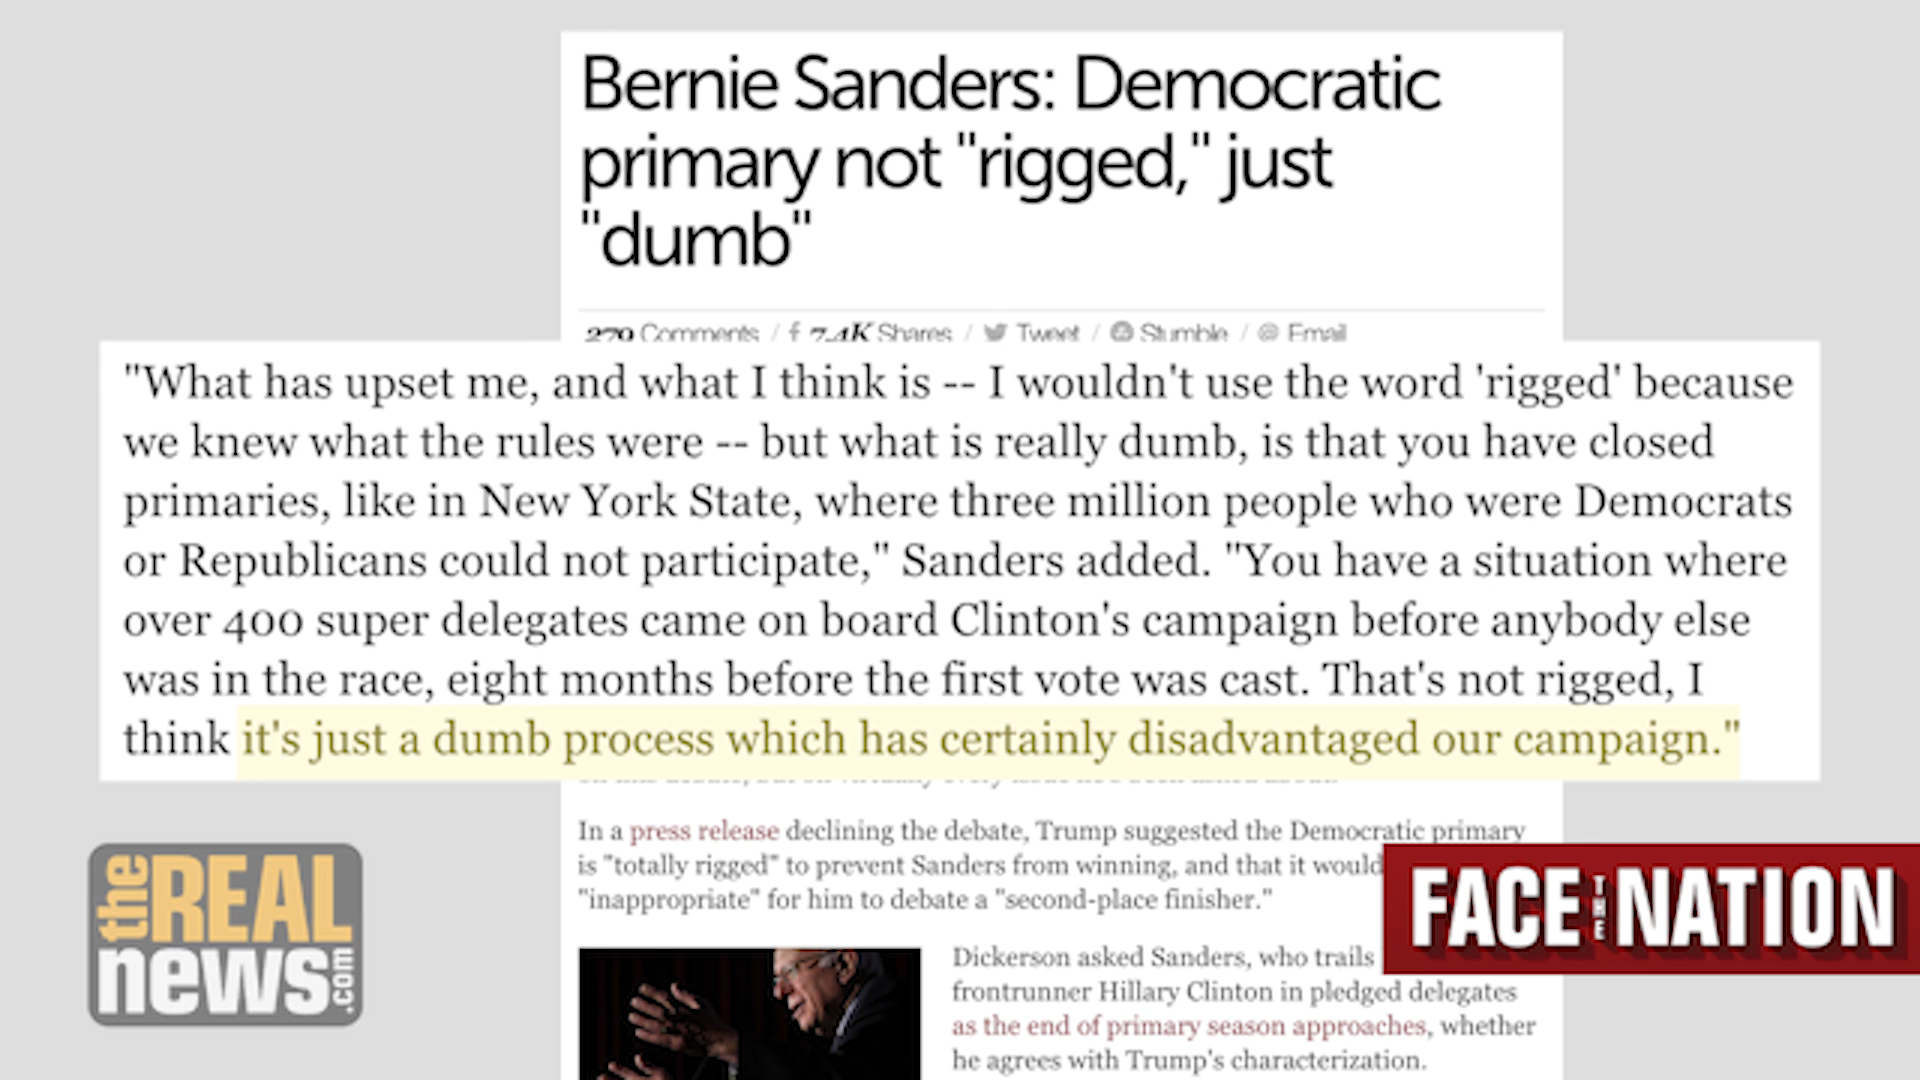 Bernie Sanders: Democratic
primary not "rigged," just
"dumb"
270 Comments / f 7.4K Shares / Tweet / Stumble / Email
"What has upset me, and what I think is -- I wouldn't use the word 'rigged' because
we knew what the rules were -- but what is really dumb, is that you have closed
primaries, like in New York State, where three million people who were Democrats
or Republicans could not participate," Sanders added. "You have a situation where
over 400 super delegates came on board Clinton's campaign before anybody else
was in the race, eight months before the first vote was cast. That's not rigged, I
think it's just a dumb process which has certainly disadvantaged our campaign."
In a press release declining the debate, Trump suggested the Democratic primary
is "totally rigged" to prevent Sanders from winning, and that it would
"inappropriate" for him to debate a "second-place finisher."
Dickerson asked Sanders, who trails
frontrunner Hillary Clinton in pledged delegates
as the end of primary season approaches, whether
he agrees with Trump's characterization.
the REAL
news.com
FACE THE NATION